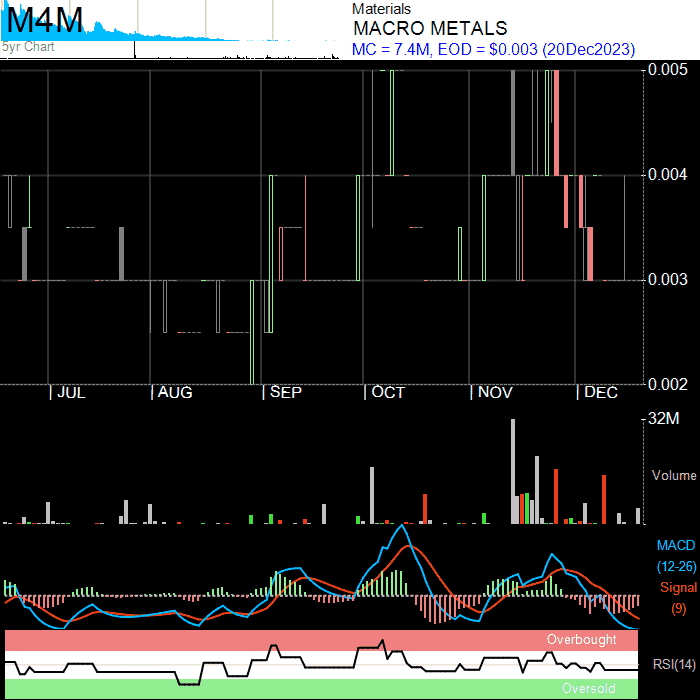 M4M
5yr Chart
Materials
MACRO METALS
MC = 7.4M, EOD = $0.003 (20Dec2023)
0.005
0.004
0.003
0.002
JUL
AUG
SEP
OCT
NOV
DEC
32M
Volume
MACD
(12-26)
Signal
(9)
Overbought
RSI(14)
Oversold